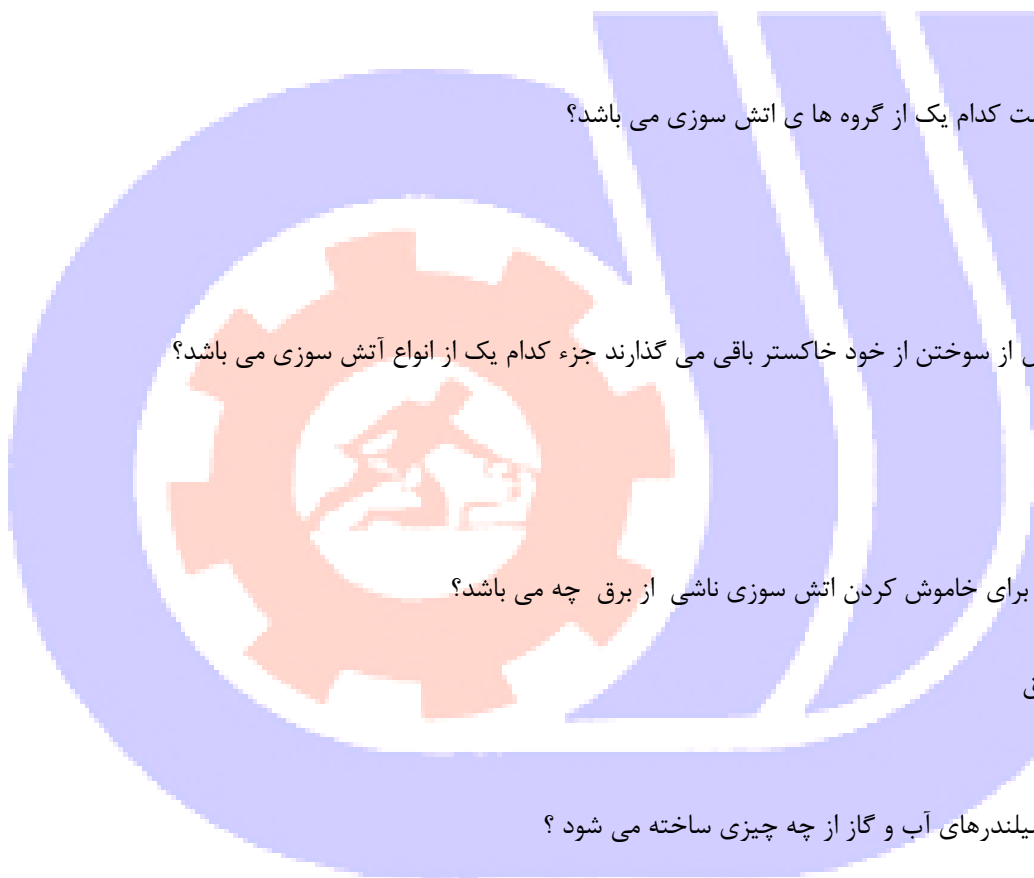 کدام یک از گروه ها ی اتش سوزی می باشد؟
از سوختن از خود خاکستر باقی می گذارند جزء کدام یک از انواع آتش سوزی می باشد؟
برای خاموش کردن اتش سوزی ناشی از برق چه می باشد؟
یلندرهای آب و گاز از چه چیزی ساخته می شود ؟